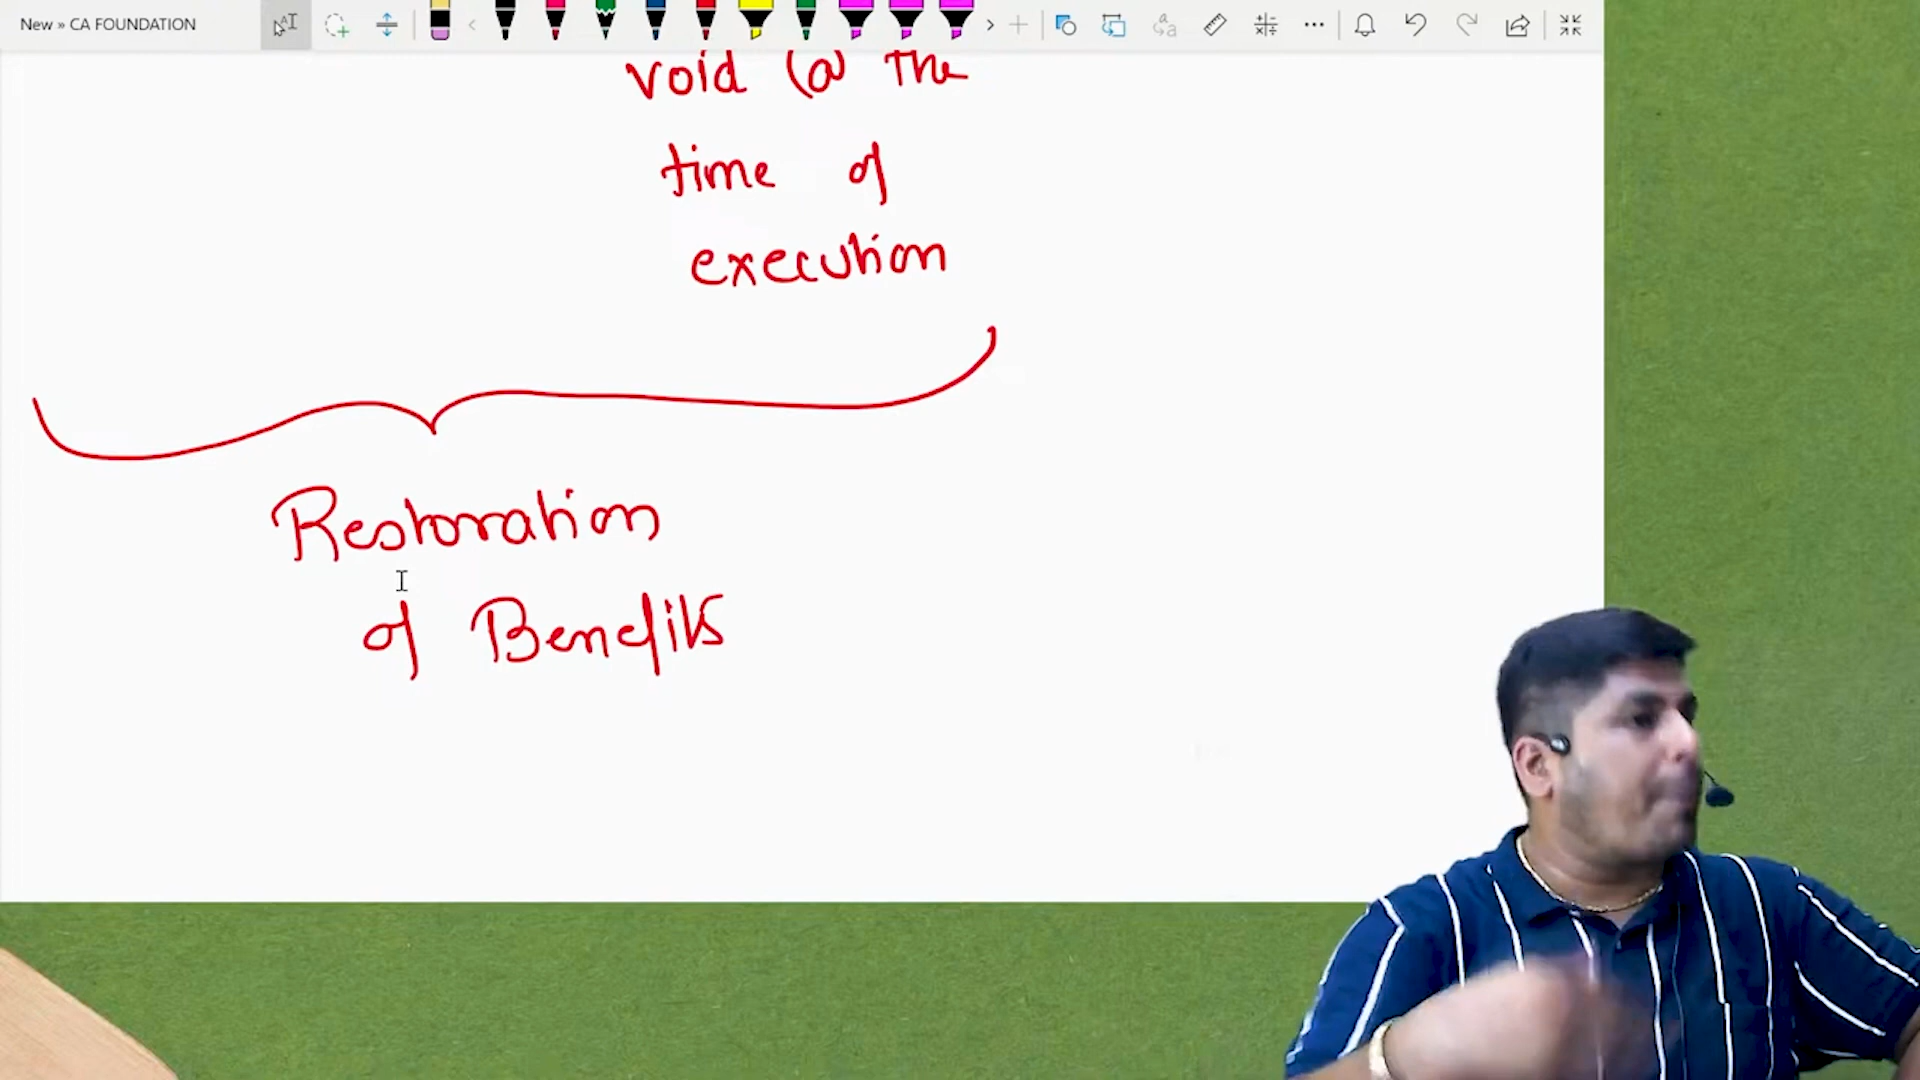 New » CA FOUNDATION
void @ the
time of
execution
Restoration
of Benefits